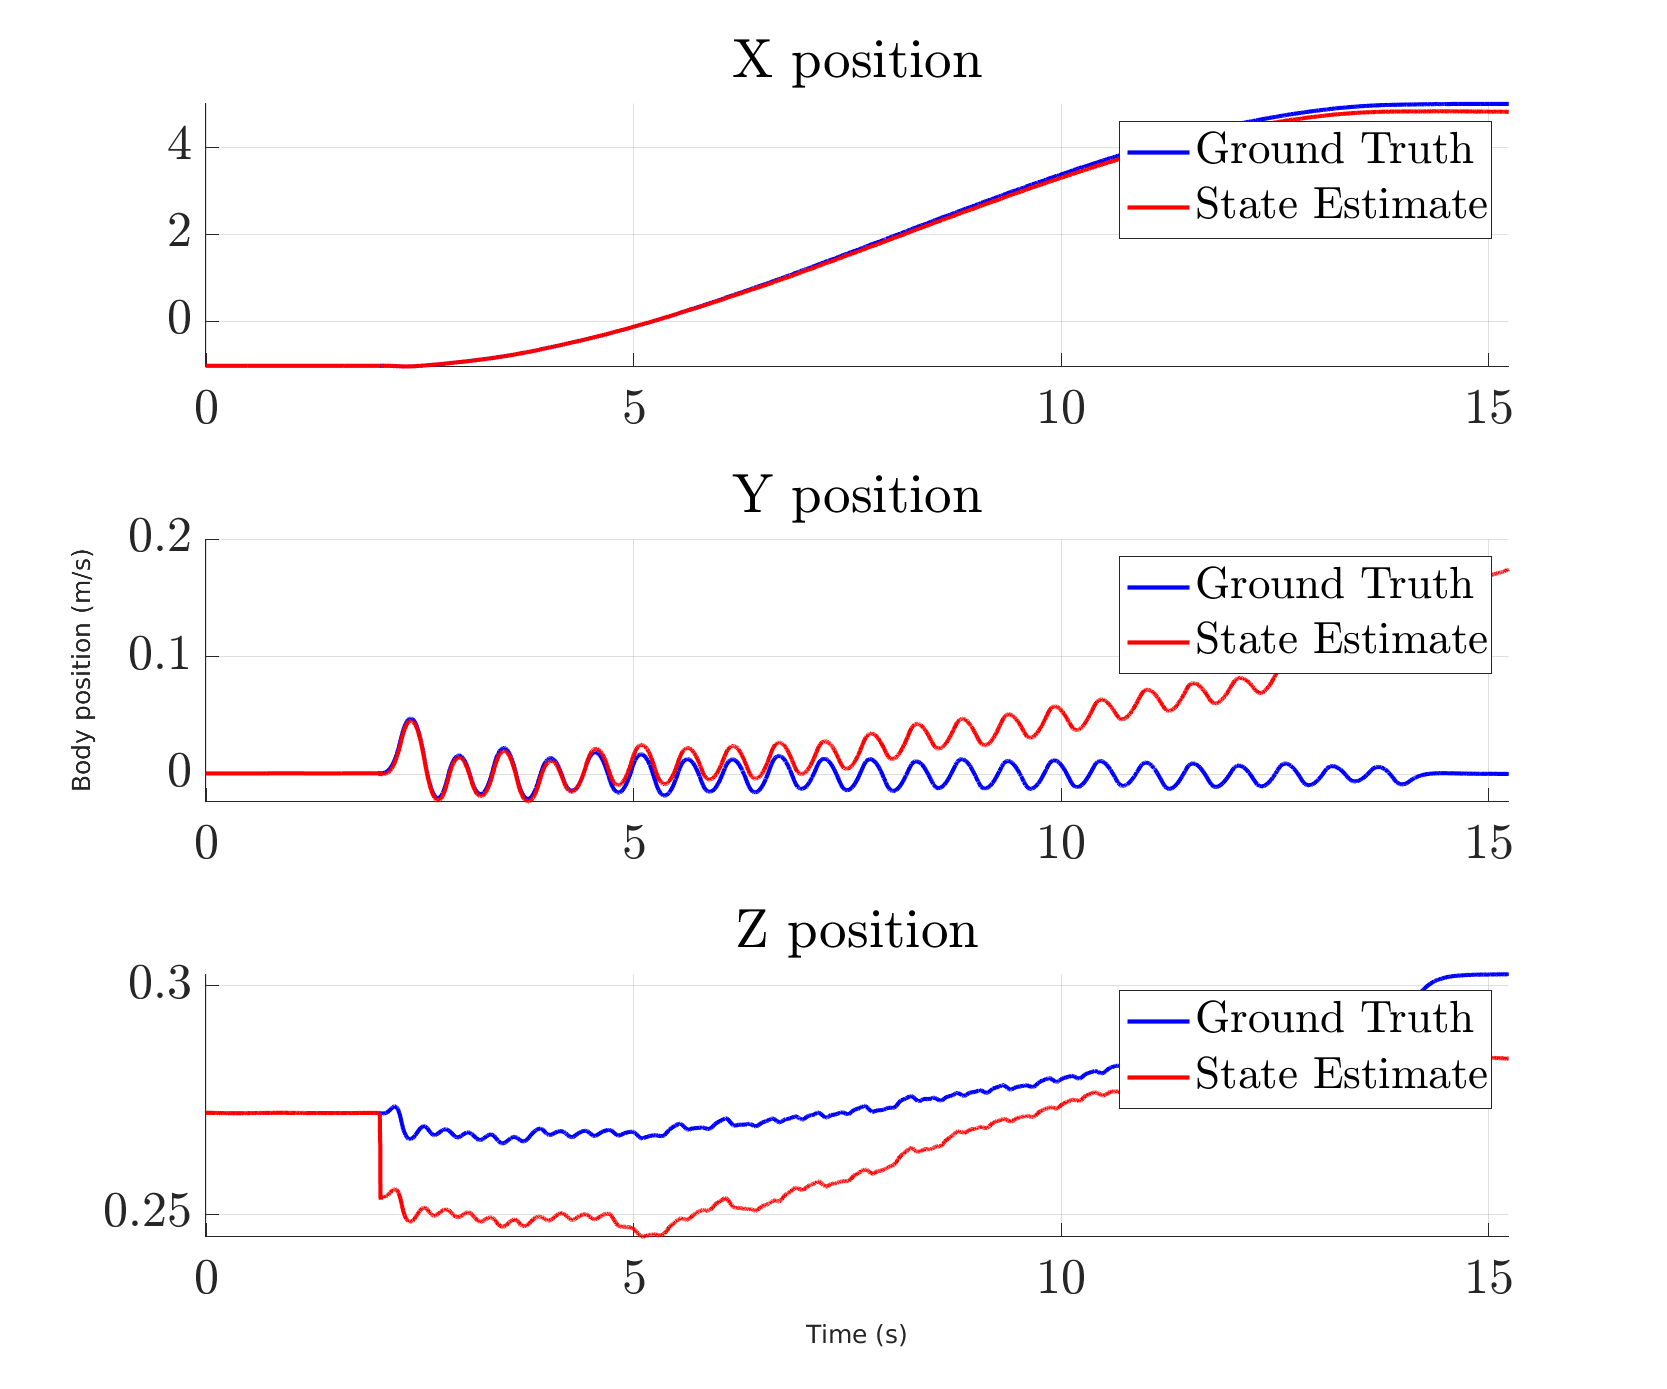 X position
4
2
0
Ground Truth
State Estimate
0 5 10 15
Y position
Body position (m/s)
0.2
0.1
0
Ground Truth
State Estimate
0 5 10 15
Z position
0.3
0.25
Ground Truth
State Estimate
0 5 10 15
Time (s)